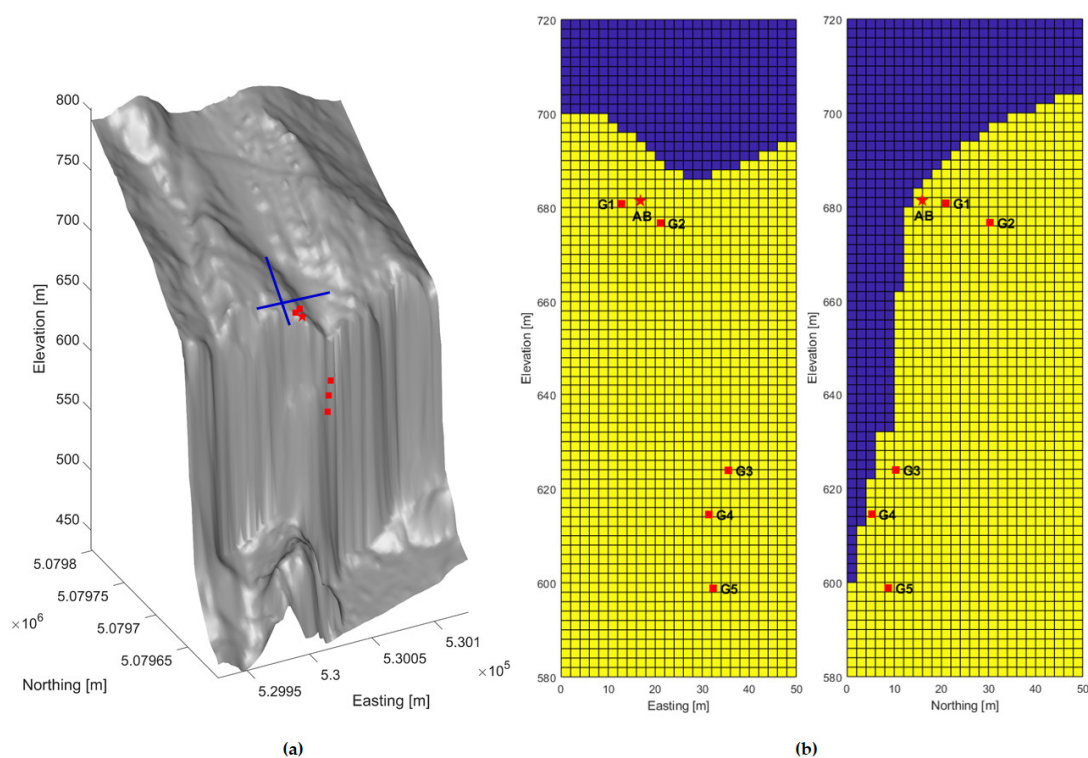 800
750
700
650
600
550
500
450
Elevation [m]
5.0798
5.07975
5.0797
5.07965
×10⁶
Northing [m]
5.2995
5.3
5.3005
5.301
×10⁵
Easting [m]
(a)
720
700
680
660
640
620
600
580
Elevation [m]
G1
AB
G2
G3
G4
G5
0 10 20 30 40 50
Easting [m]
720
700
680
660
640
620
600
580
Elevation [m]
AB
G1
G2
G3
G4
G5
0 10 20 30 40 50
Northing [m]
(b)